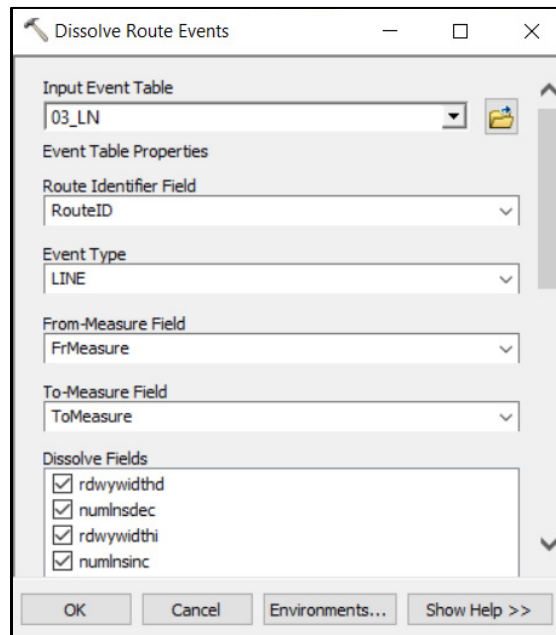 Dissolve Route Events
Input Event Table
03_LN
Event Table Properties
Route Identifier Field
RouteID
Event Type
LINE
From-Measure Field
FrMeasure
To-Measure Field
ToMeasure
Dissolve Fields
rdwywidthd
numlnsdec
rdwywidthi
numlnsinc
OK Cancel Environments... Show Help >>